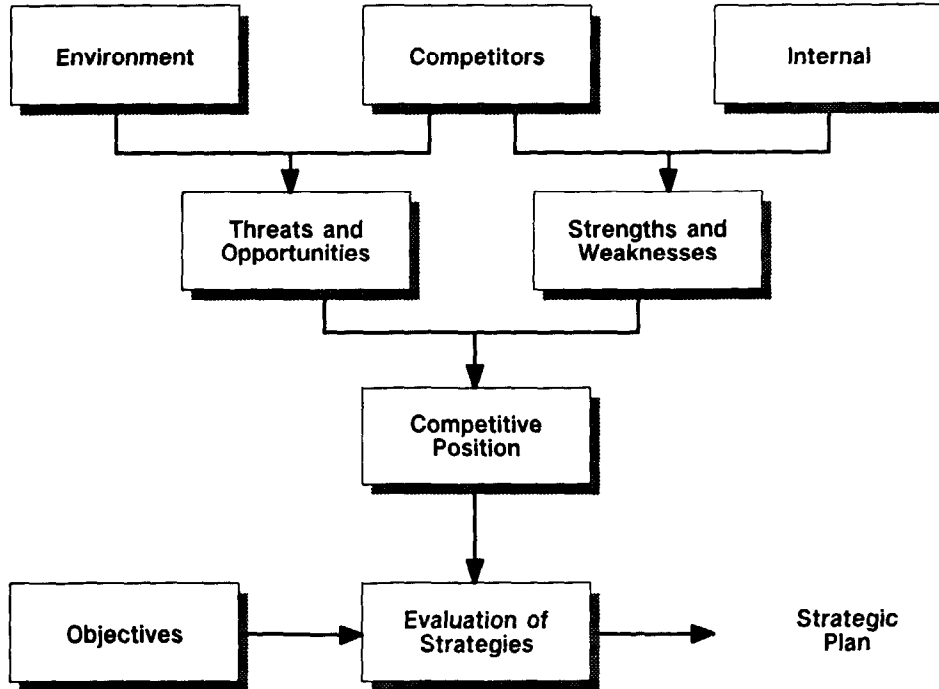 Environment
Competitors
Internal
Threats and
Opportunities
Strengths and
Weaknesses
Competitive
Position
Objectives
Evaluation of
Strategies
Strategic
Plan